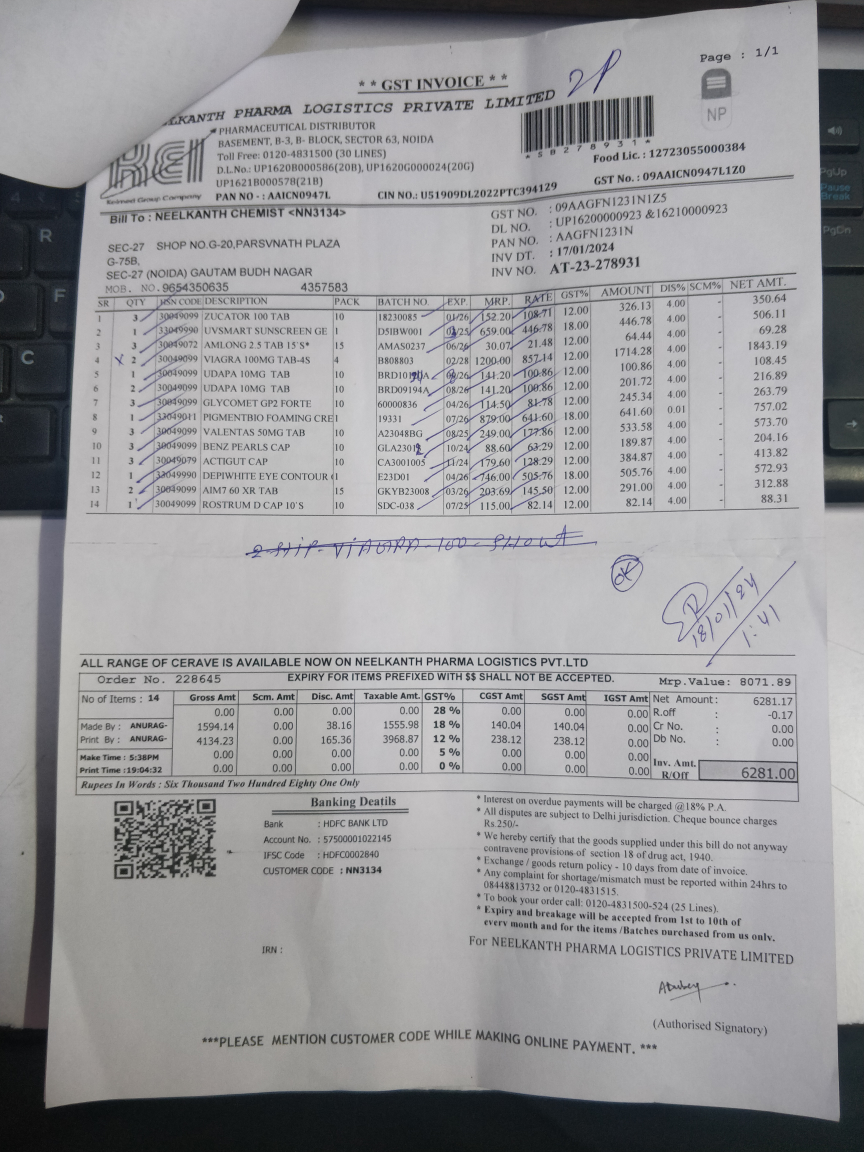 2P
Page : 1/1
* * GST INVOICE * *
ELKANTH PHARMA LOGISTICS PRIVATE LIMITED
NP
PHARMACEUTICAL DISTRIBUTOR
BASEMENT, B-3, B- BLOCK, SECTOR 63, NOIDA
Toll Free: 0120-4831500 (30 LINES)
D.L.No.: UP1620B000586(20B), UP1620G000024(20G)
UP1621B000578(21B)
PAN NO - : AAICN0947L
CIN NO.: U51909DL2022PTC394129
* 5 8 2 7 8 9 3 1 *
Food Lic. : 12723055000384
GST No. : 09AAICN0947L1Z0
Bill To : NEELKANTH CHEMIST <NN3134>
SEC-27 SHOP NO.G-20,PARSVNATH PLAZA
G-75B,
SEC-27 (NOIDA) GAUTAM BUDH NAGAR
MOB. NO.9654350635 4357583
GST NO. : 09AAGFN1231N1Z5
DL NO. : UP16200000923 &16210000923
PAN NO. : AAGFN1231N
INV DT. : 17/01/2024
INV NO. AT-23-278931
SR QTY HSN CODE DESCRIPTION PACK BATCH NO. EXP. MRP. RATE GST% AMOUNT DIS% SCM% NET AMT.
1 3 30049099 ZUCATOR 100 TAB 10 18230085 01/26 152.20 108.71 12.00 326.13 4.00 - 350.64
2 1 33049990 UVSMART SUNSCREEN GE 1 D5IBW001 /25 659.00 446.78 18.00 446.78 4.00 - 506.11
3 3 30049072 AMLONG 2.5 TAB 15'S* 15 AMAS0237 06/26 30.07 21.48 12.00 64.44 4.00 - 69.28
4 X 2 30049099 VIAGRA 100MG TAB-4S 4 B808803 02/28 1200.00 857.14 12.00 1714.28 4.00 - 1843.19
5 1 30049099 UDAPA 10MG TAB 10 /26 141.20 100.86 12.00 100.86 4.00 - 108.45
6 2 30049099 UDAPA 10MG TAB 10 BRD09194A 08/26 141.20 100.86 12.00 201.72 4.00 - 216.89
7 3 30049099 GLYCOMET GP2 FORTE 10 60000836 04/26 114.50 81.78 12.00 245.34 4.00 - 263.79
8 1 33049011 PIGMENTBIO FOAMING CRE 1 19331 07/26 879.00 641.60 18.00 641.60 0.01 - 757.02
9 3 30049099 VALENTAS 50MG TAB 10 A23048BG 08/25 249.00 177.86 12.00 533.58 4.00 - 573.70
10 3 30049099 BENZ PEARLS CAP 10 GLA23012 10/24 88.60 63.29 12.00 189.87 4.00 - 204.16
11 3 30049079 ACTIGUT CAP 10 CA3001005 11/24 179.60 128.29 12.00 384.87 4.00 - 413.82
12 1 33049990 DEPIWHITE EYE CONTOUR ( 1 E23D01 04/26 746.00 505.76 18.00 505.76 4.00 - 572.93
13 2 30049099 AIM7 60 XR TAB 15 GKYB23008 03/26 203.69 145.50 12.00 291.00 4.00 - 312.88
14 1 30049099 ROSTRUM D CAP 10'S 10 SDC-038 07/25 115.00 82.14 12.00 82.14 4.00 - 88.31
OK
18/01/24
1:41
ALL RANGE OF CERAVE IS AVAILABLE NOW ON NEELKANTH PHARMA LOGISTICS PVT.LTD
Order No. 228645 EXPIRY FOR ITEMS PREFIXED WITH $$ SHALL NOT BE ACCEPTED. Mrp.Value: 8071.89
No of Items : 14 Gross Amt Scm. Amt Disc. Amt Taxable Amt. GST% CGST Amt SGST Amt IGST Amt Net Amount: 6281.17
0.00 0.00 0.00 0.00 28 % 0.00 0.00 0.00 R.off : -0.17
Made By : ANURAG- 1594.14 0.00 38.16 1555.98 18 % 140.04 140.04 0.00 Cr No. : 0.00
Print By : ANURAG- 4134.23 0.00 165.36 3968.87 12 % 238.12 238.12 0.00 Db No. : 0.00
Make Time : 5:38PM 0.00 0.00 0.00 0.00 5 % 0.00 0.00
Print Time :19:04:32 0.00 0.00 0.00 0.00 0 % 0.00 0.00 0.00 Inv. Amt. R/Off 6281.00
Rupees In Words : Six Thousand Two Hundred Eighty One Only
Banking Deatils
Bank : HDFC BANK LTD
Account No. : 57500001022145
IFSC Code : HDFC0002840
CUSTOMER CODE : NN3134
IRN :
* Interest on overdue payments will be charged @18% P.A.
* All disputes are subject to Delhi jurisdiction. Cheque bounce charges
Rs.250/-
* We hereby certify that the goods supplied under this bill do not anyway
contravene provisions of section 18 of drug act, 1940.
* Exchange / goods return policy - 10 days from date of invoice.
* Any complaint for shortage/mismatch must be reported within 24hrs to
08448813732 or 0120-4831515.
* To book your order call: 0120-4831500-524 (25 Lines).
* Expiry and breakage will be accepted from 1st to 10th of
every month and for the items /Batches purchased from us only.
For NEELKANTH PHARMA LOGISTICS PRIVATE LIMITED
(Authorised Signatory)
***PLEASE MENTION CUSTOMER CODE WHILE MAKING ONLINE PAYMENT. ***